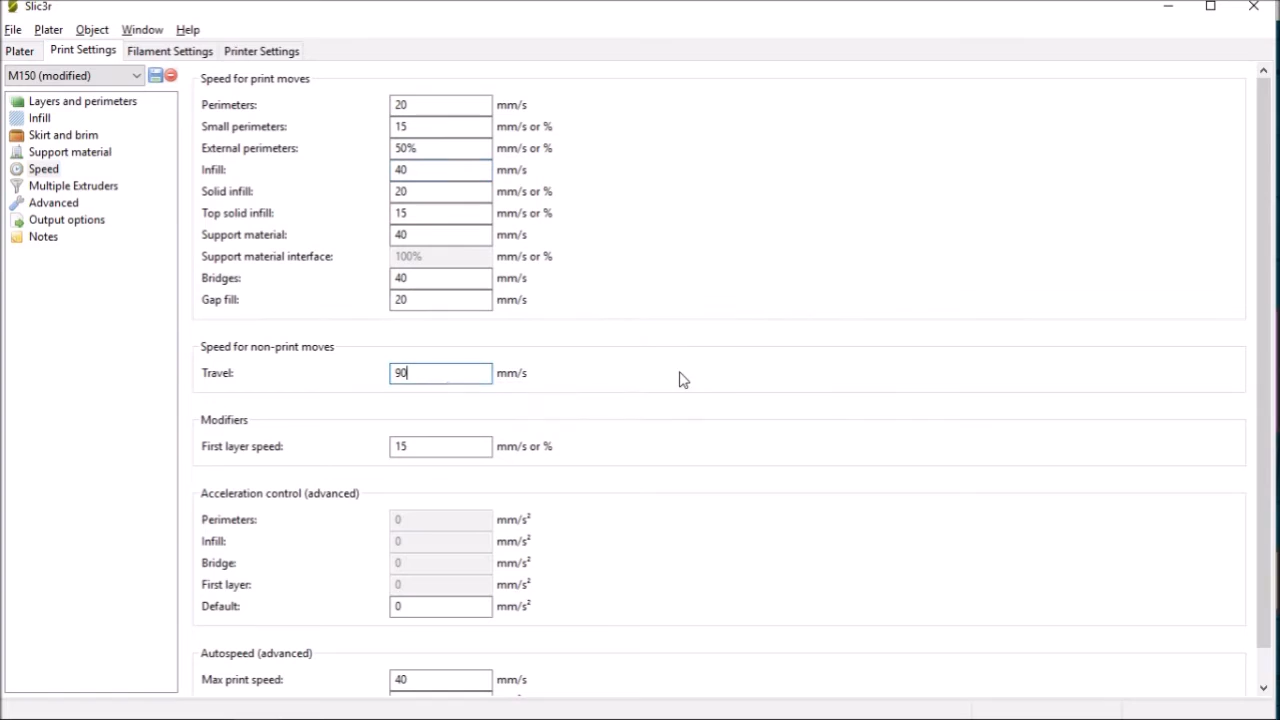 Slic3r
File Plater Object Window Help
Plater Print Settings Filament Settings Printer Settings
M150 (modified)
Layers and perimeters
Infill
Skirt and brim
Support material
Speed
Multiple Extruders
Advanced
Output options
Notes
Speed for print moves
Perimeters: 20 mm/s
Small perimeters: 15 mm/s or %
External perimeters: 50% mm/s or %
Infill: 40 mm/s
Solid infill: 20 mm/s or %
Top solid infill: 15 mm/s or %
Support material: 40 mm/s
Support material interface: 100% mm/s or %
Bridges: 40 mm/s
Gap fill: 20 mm/s
Speed for non-print moves
Travel: 90 mm/s
Modifiers
First layer speed: 15 mm/s or %
Acceleration control (advanced)
Perimeters: 0 mm/s²
Infill: 0 mm/s²
Bridge: 0 mm/s²
First layer: 0 mm/s²
Default: 0 mm/s²
Autospeed (advanced)
Max print speed: 40 mm/s